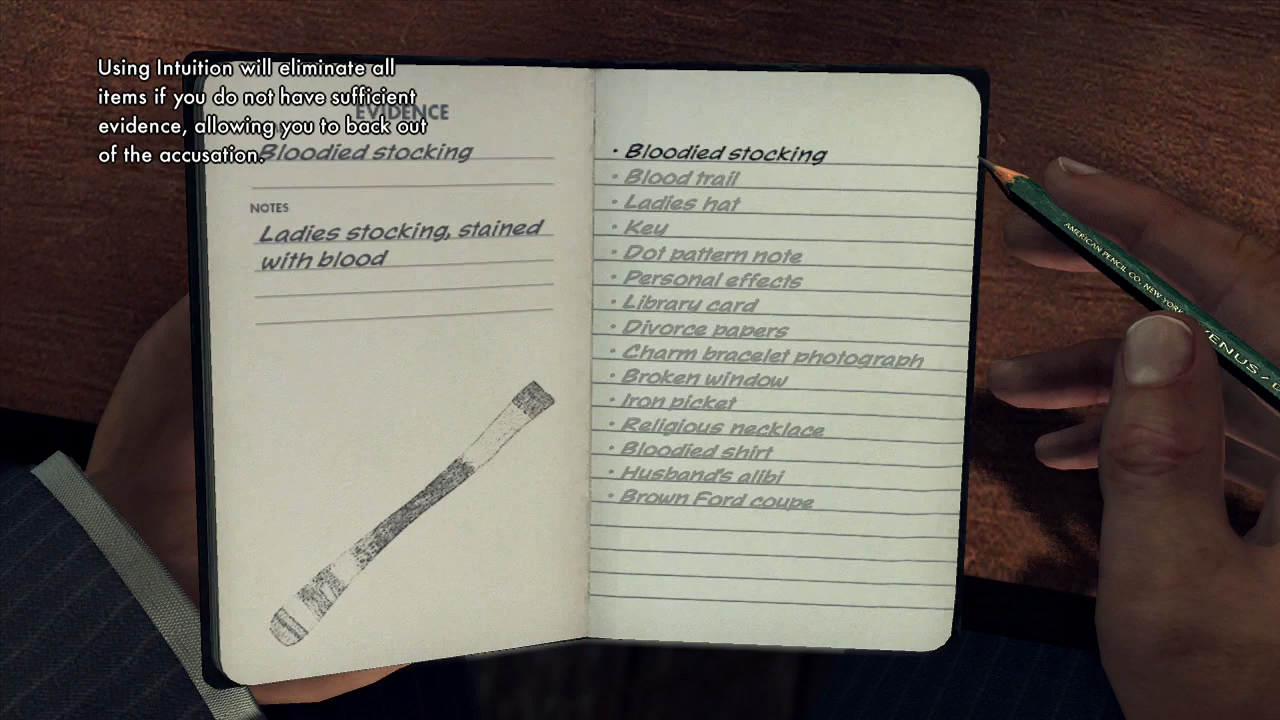 Using Intuition will eliminate all
items if you do not have sufficient
evidence, allowing you to back out
of the accusation.
EVIDENCE
Bloodied stocking
NOTES
Ladies stocking, stained
with blood
• Bloodied stocking
• Blood trail
• Ladies hat
• Key
• Dot pattern note
• Personal effects
• Library card
• Divorce papers
• Charm bracelet photograph
• Broken window
• Iron picket
• Religious necklace
• Bloodied shirt
• Husband's alibi
• Brown Ford coupe
AMERICAN PENCIL CO. NEW YORK
VENUS